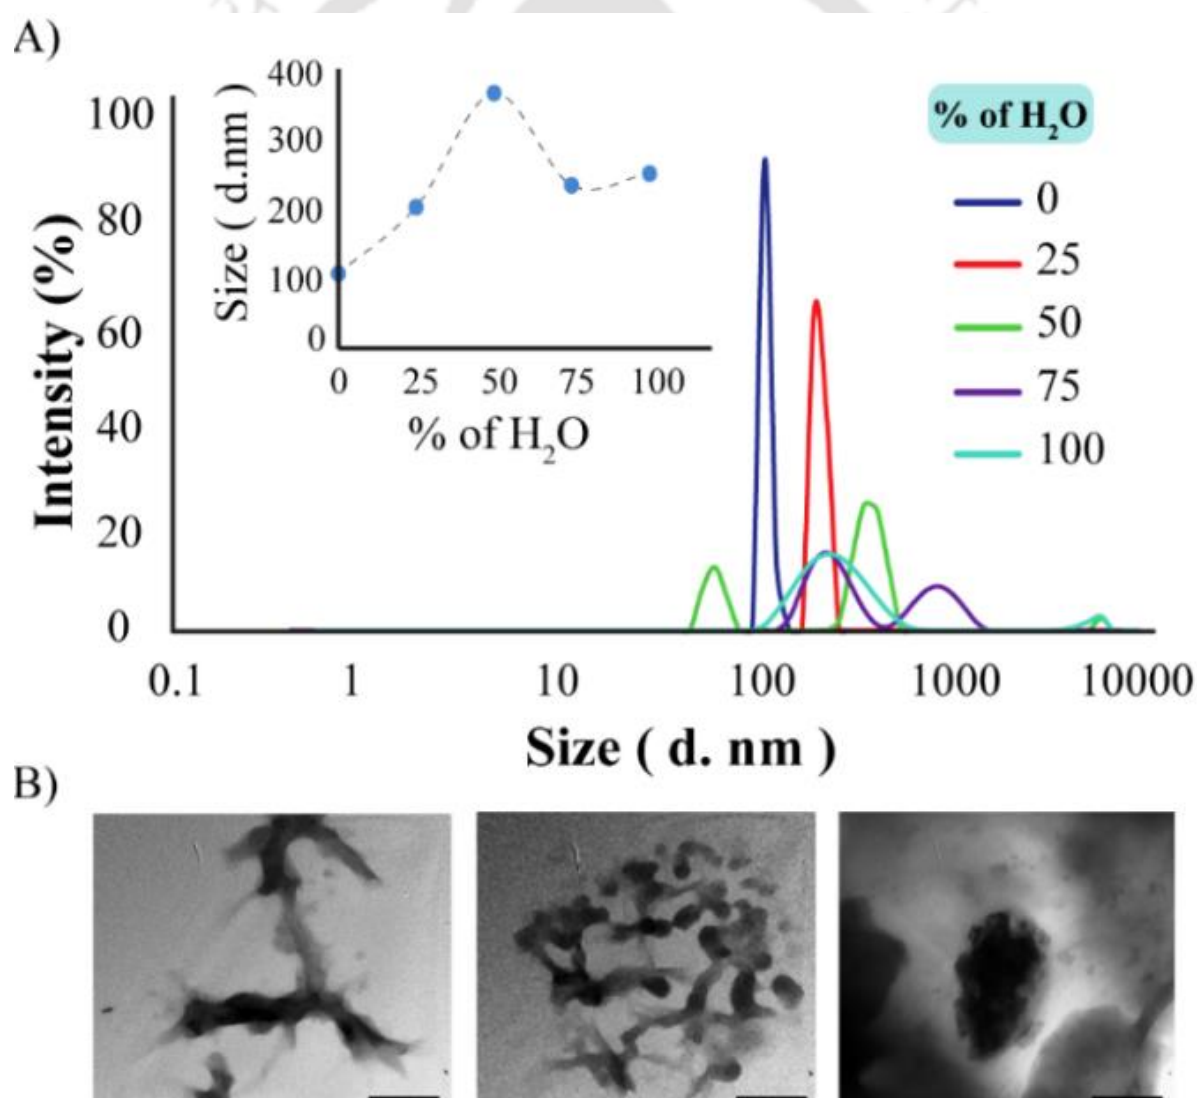 A)
Intensity (%)
100
80
60
40
20
0
0.1 1 10 100 1000 10000
Size ( d. nm )
Size ( d.nm )
400
300
200
100
0
0 25 50 75 100
% of H₂O
% of H₂O
0
25
50
75
100
B)